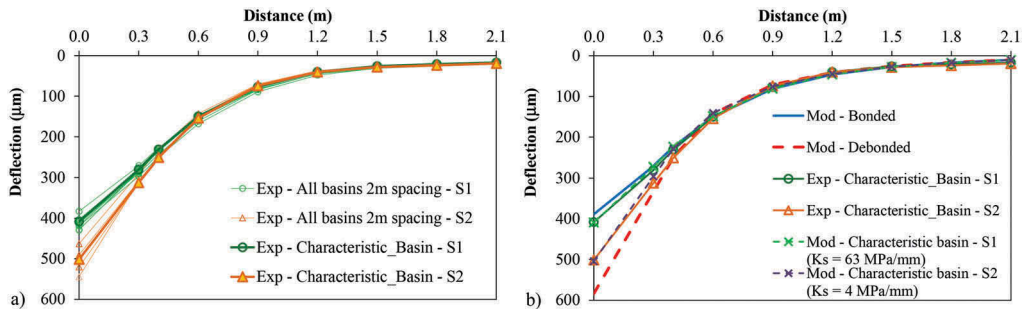 Distance (m)
0.0 0.3 0.6 0.9 1.2 1.5 1.8 2.1
0
100
200
300
400
500
600
Deflection (µm)
Exp - All basins 2m spacing - S1
Exp - All basins 2m spacing - S2
Exp - Characteristic_Basin - S1
Exp - Characteristic_Basin - S2
a)
Distance (m)
0.0 0.3 0.6 0.9 1.2 1.5 1.8 2.1
0
100
200
300
400
500
600
Deflection (µm)
Mod - Bonded
Mod - Debonded
Exp - Characteristic_Basin - S1
Exp - Characteristic_Basin - S2
Mod - Characteristic basin - S1
(Ks = 63 MPa/mm)
Mod - Characteristic basin - S2
(Ks = 4 MPa/mm)
b)